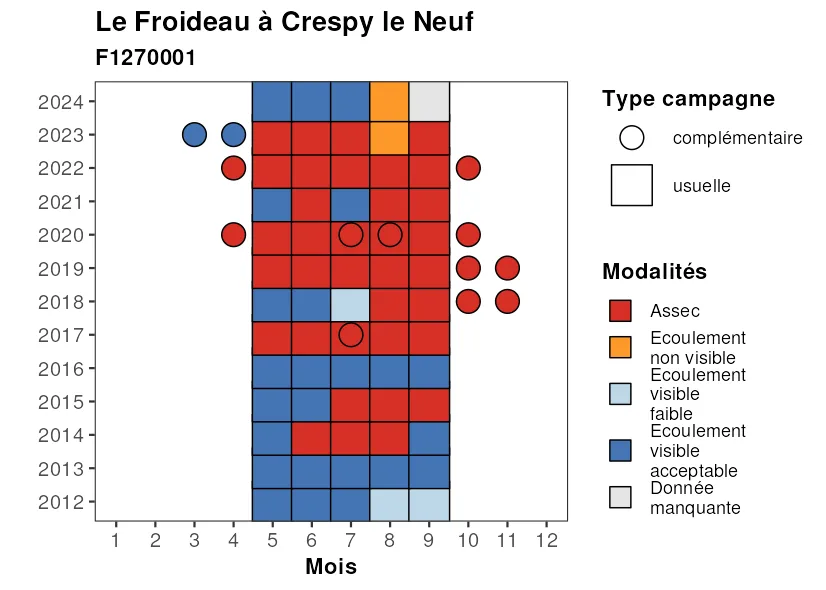 Le Froideau à Crespy le Neuf
F1270001
2024
2023
2022
2021
2020
2019
2018
2017
2016
2015
2014
2013
2012
1 2 3 4 5 6 7 8 9 10 11 12
Mois
Type campagne
complémentaire
usuelle
Modalités
Assec
Ecoulement
non visible
Ecoulement
visible
faible
Ecoulement
visible
acceptable
Donnée
manquante